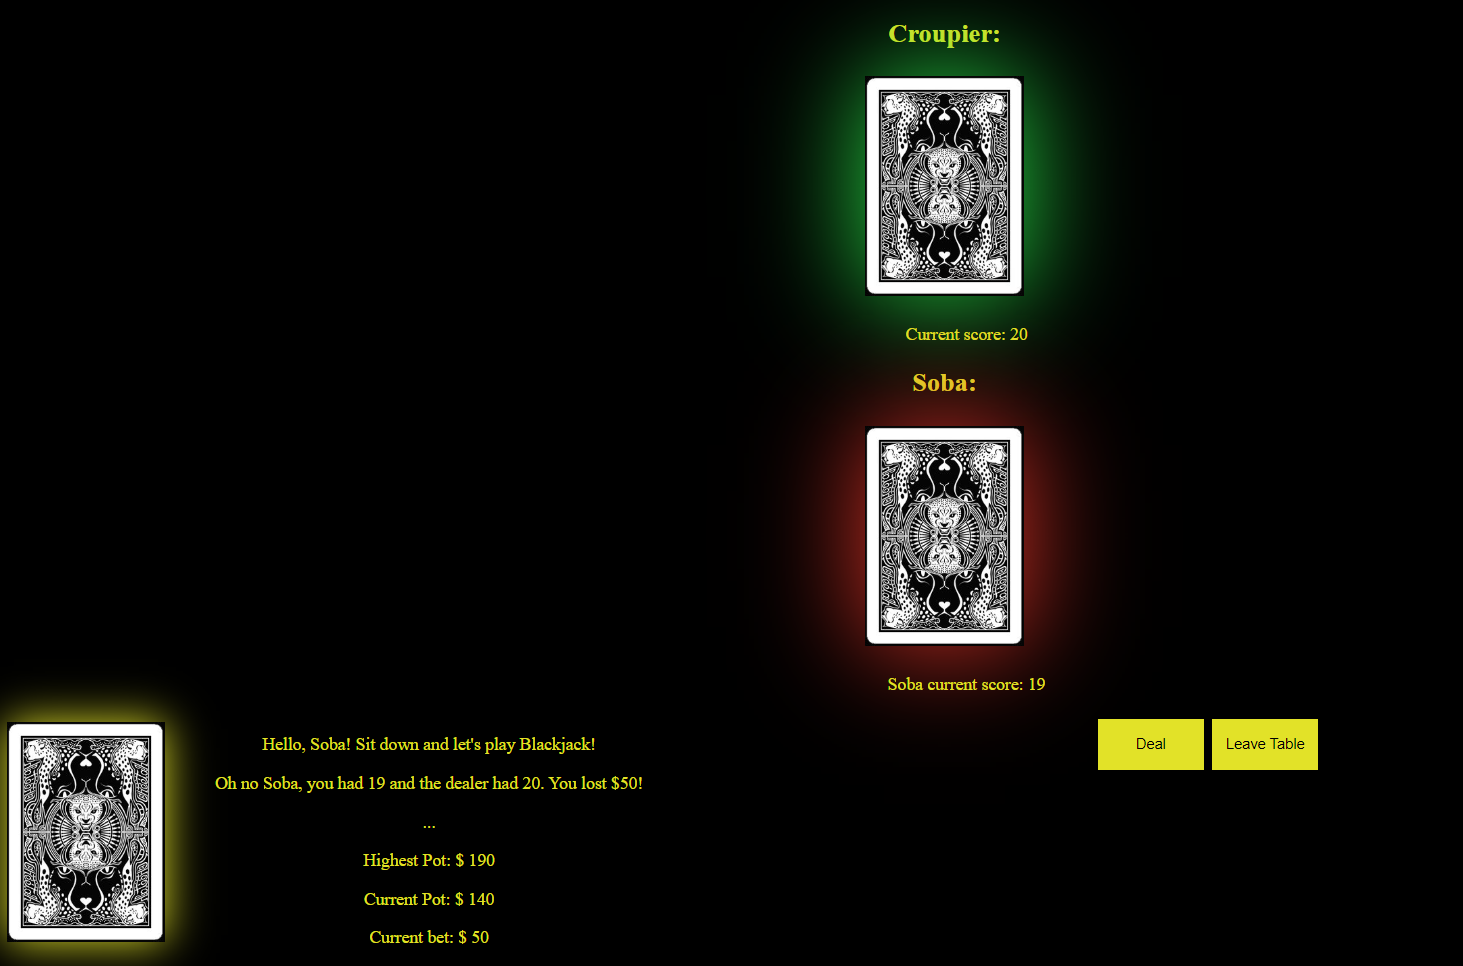 Croupier:
Current score: 20
Soba:
Soba current score: 19
Hello, Soba! Sit down and let's play Blackjack!
Oh no Soba, you had 19 and the dealer had 20. You lost $50!
...
Highest Pot: $ 190
Current Pot: $ 140
Current bet: $ 50
Deal
Leave Table